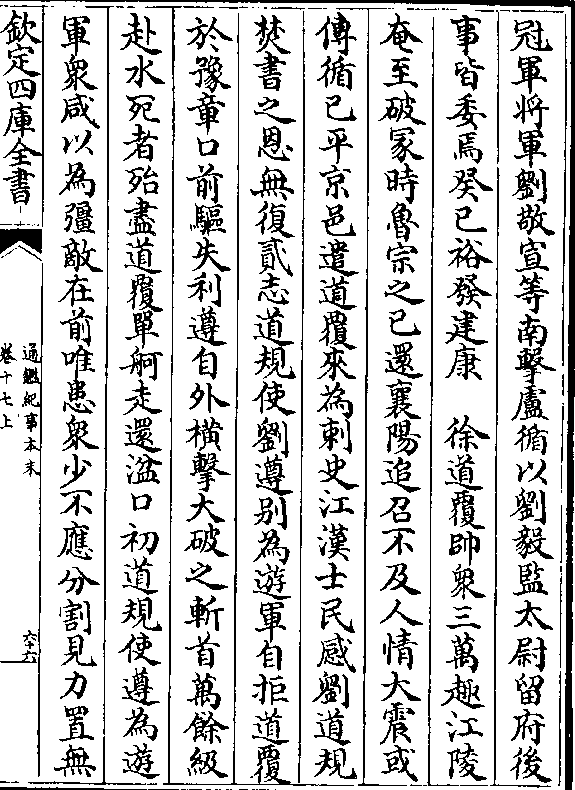 冠軍將軍劉敬宣等南擊盧循以劉毅監太尉留府後
事皆委焉癸巳裕發建康　徐道覆帥衆三萬趣江陵
奄至破冢時魯宗之已還襄陽追召不及人情大震或
傳循已平京邑遣道覆來為刺史江漢士民感劉道規
焚書之恩無復貳志道規使劉遵别為遊軍自拒道覆
於豫章口前驅失利遵自外横擊大破之斬首萬餘級
赴水死者殆盡道覆單舸走還湓口初道規使遵為遊
軍衆咸以為彊敵在前唯患衆少不應分割見力置無
欽定四庫全書
通鑑紀事本末
卷十七上
六十六